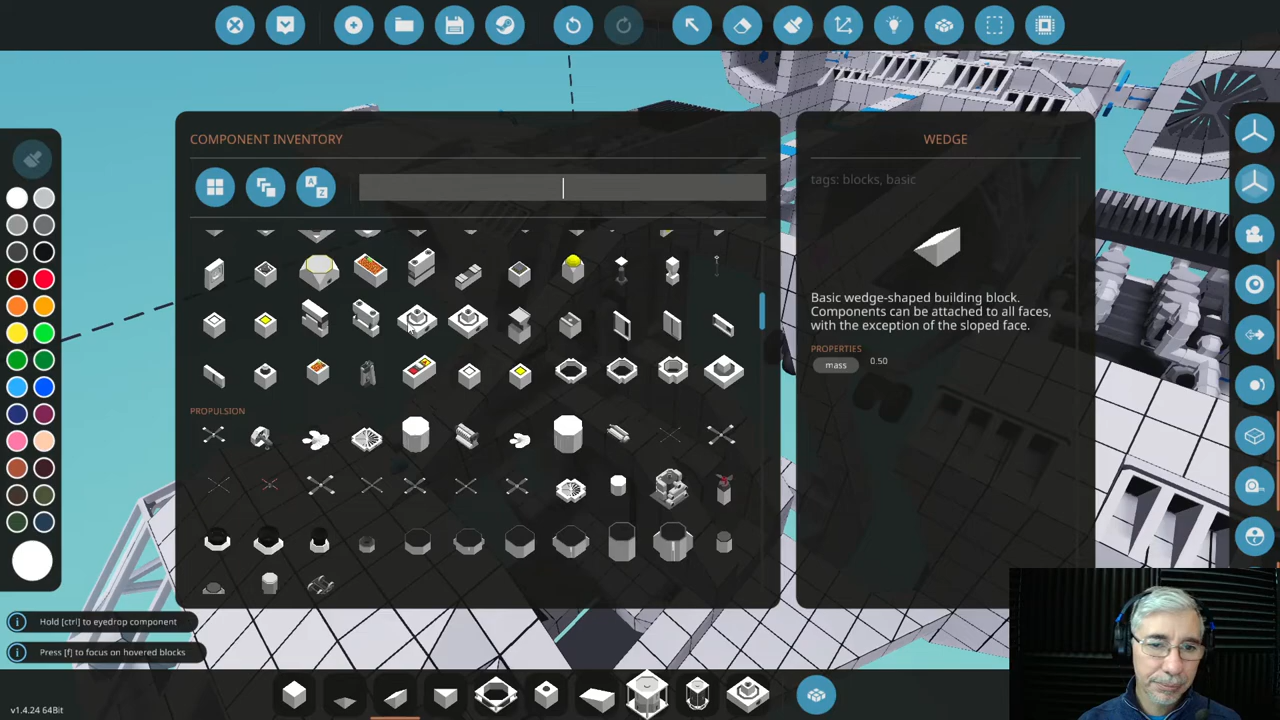 COMPONENT INVENTORY
WEDGE
tags: blocks, basic
Basic wedge-shaped building block.
Components can be attached to all faces,
with the exception of the sloped face.
PROPERTIES
mass 0.50
PROPULSION
Hold [ctrl] to eyedrop component
Press [f] to focus on hovered blocks
v1.4.24 64Bit